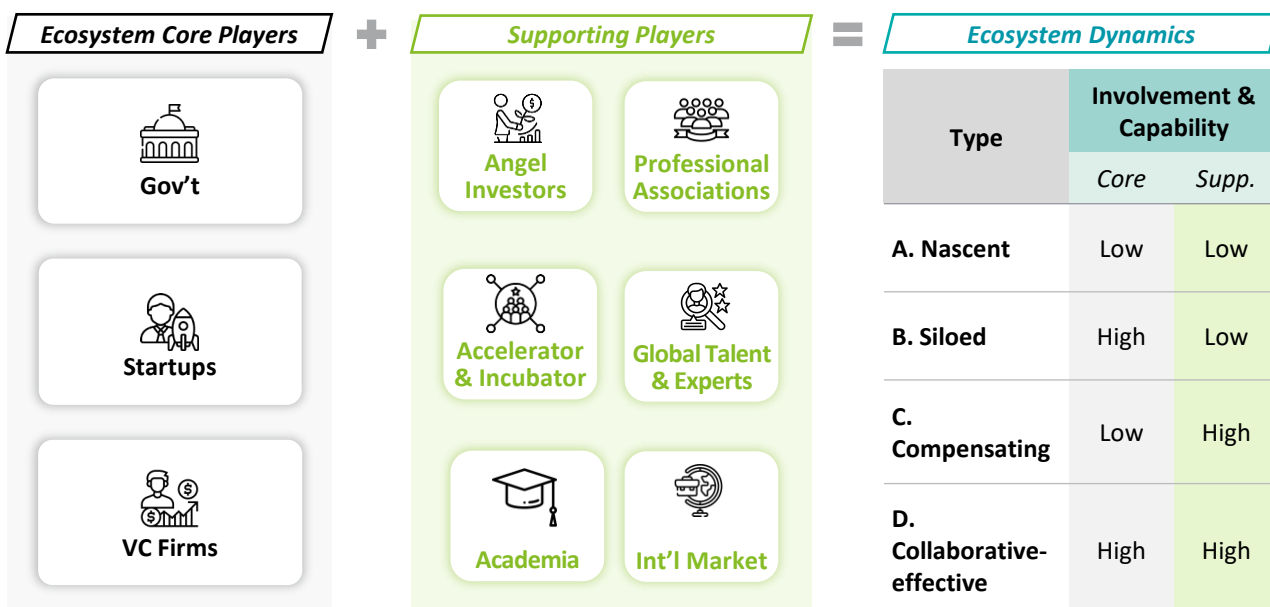 Ecosystem Core Players
Gov't
Startups
VC Firms
+
Supporting Players
Angel
Investors
Professional
Associations
Accelerator
& Incubator
Global Talent
& Experts
Academia
Int'l Market
=
Ecosystem Dynamics
Type
Involvement &
Capability
Core Supp.
A. Nascent Low Low
B. Siloed High Low
C.
Compensating Low High
D.
Collaborative-
effective High High